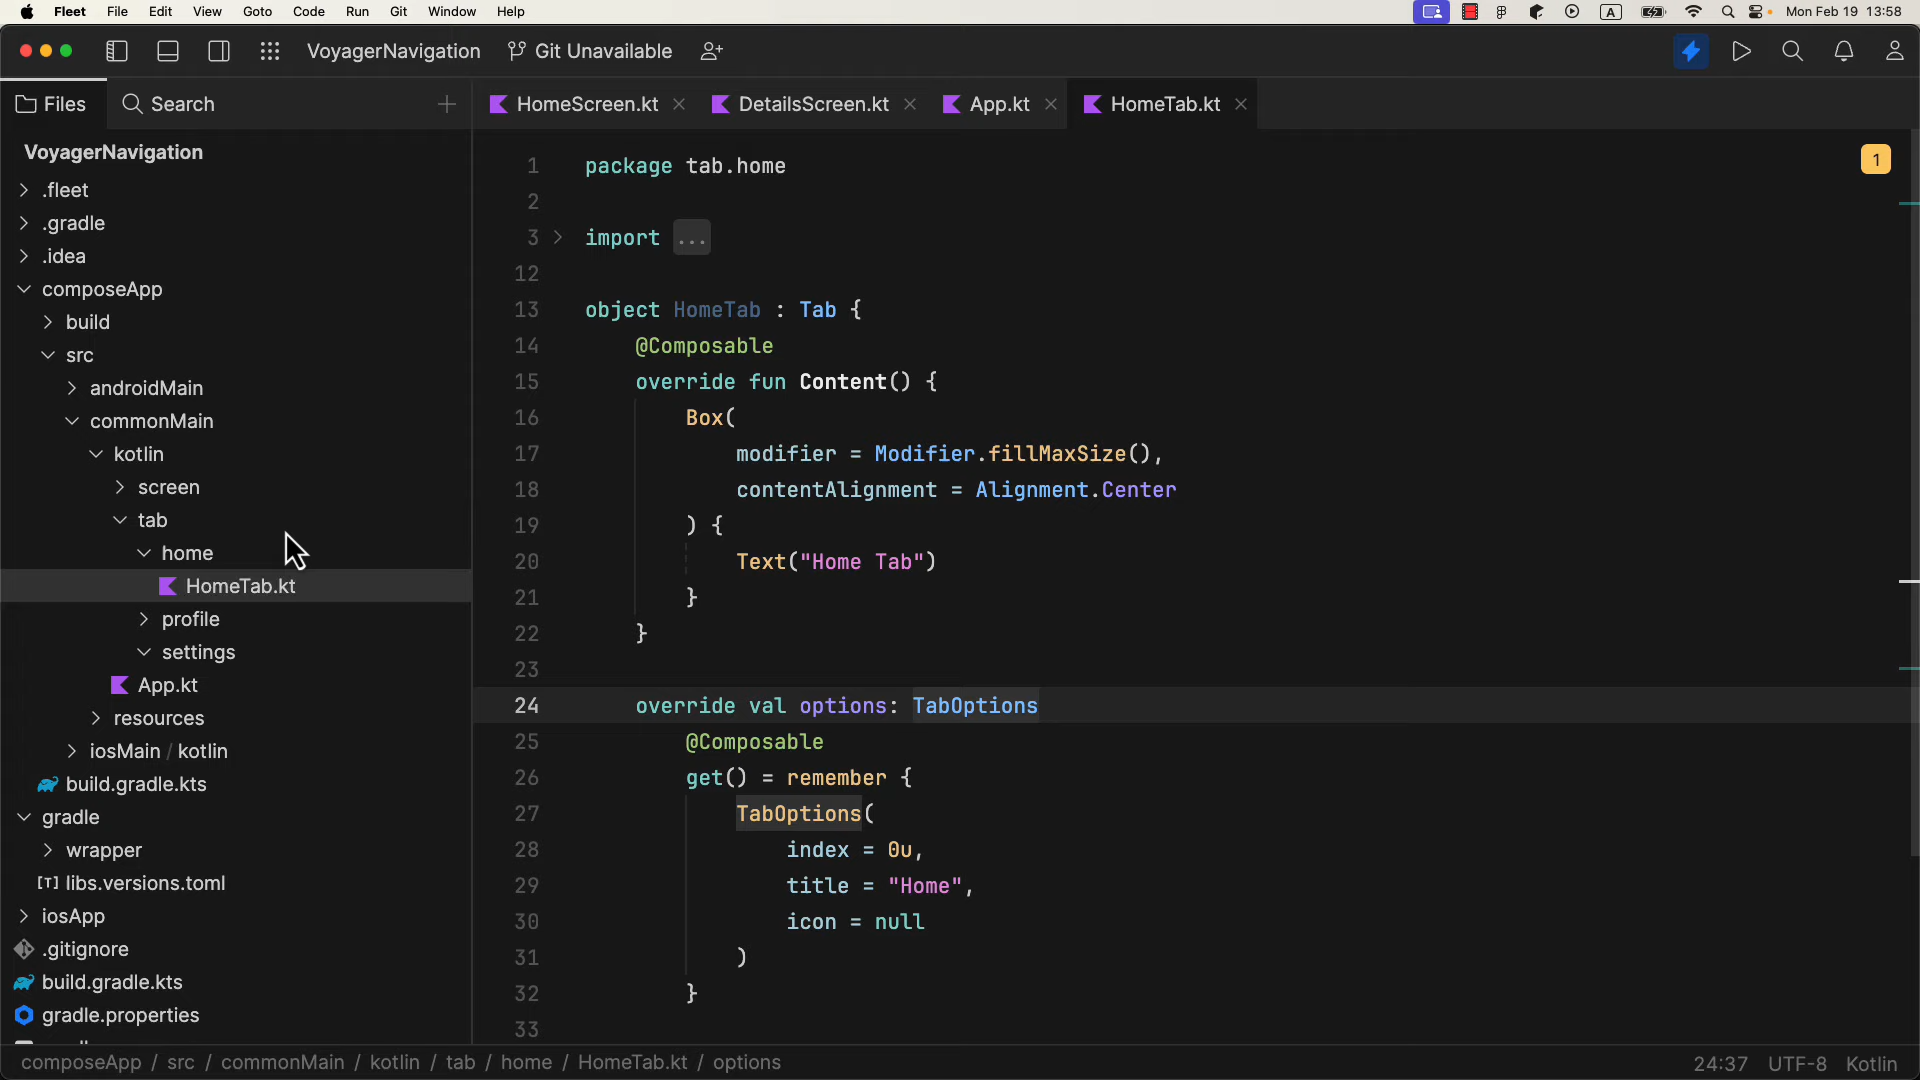 Fleet File Edit View Goto Code Run Git Window Help
A
Mon Feb 19 13:58
VoyagerNavigation Git Unavailable
Files Search
HomeScreen.kt DetailsScreen.kt App.kt HomeTab.kt
VoyagerNavigation
.fleet
.gradle
.idea
composeApp
build
src
androidMain
commonMain
kotlin
screen
tab
home
HomeTab.kt
profile
settings
App.kt
resources
iosMain / kotlin
build.gradle.kts
gradle
wrapper
[T] libs.versions.toml
iosApp
.gitignore
build.gradle.kts
gradle.properties
1 package tab.home
1
2
3 import ...
12
13 object HomeTab : Tab {
14 @Composable
15 override fun Content() {
16 Box(
17 modifier = Modifier.fillMaxSize(),
18 contentAlignment = Alignment.Center
19 ) {
20 Text("Home Tab")
21 }
22 }
23
24 override val options: TabOptions
25 @Composable
26 get() = remember {
27 TabOptions(
28 index = 0u,
29 title = "Home",
30 icon = null
31 )
32 }
33
composeApp / src / commonMain / kotlin / tab / home / HomeTab.kt / options
24:37 UTF-8 Kotlin